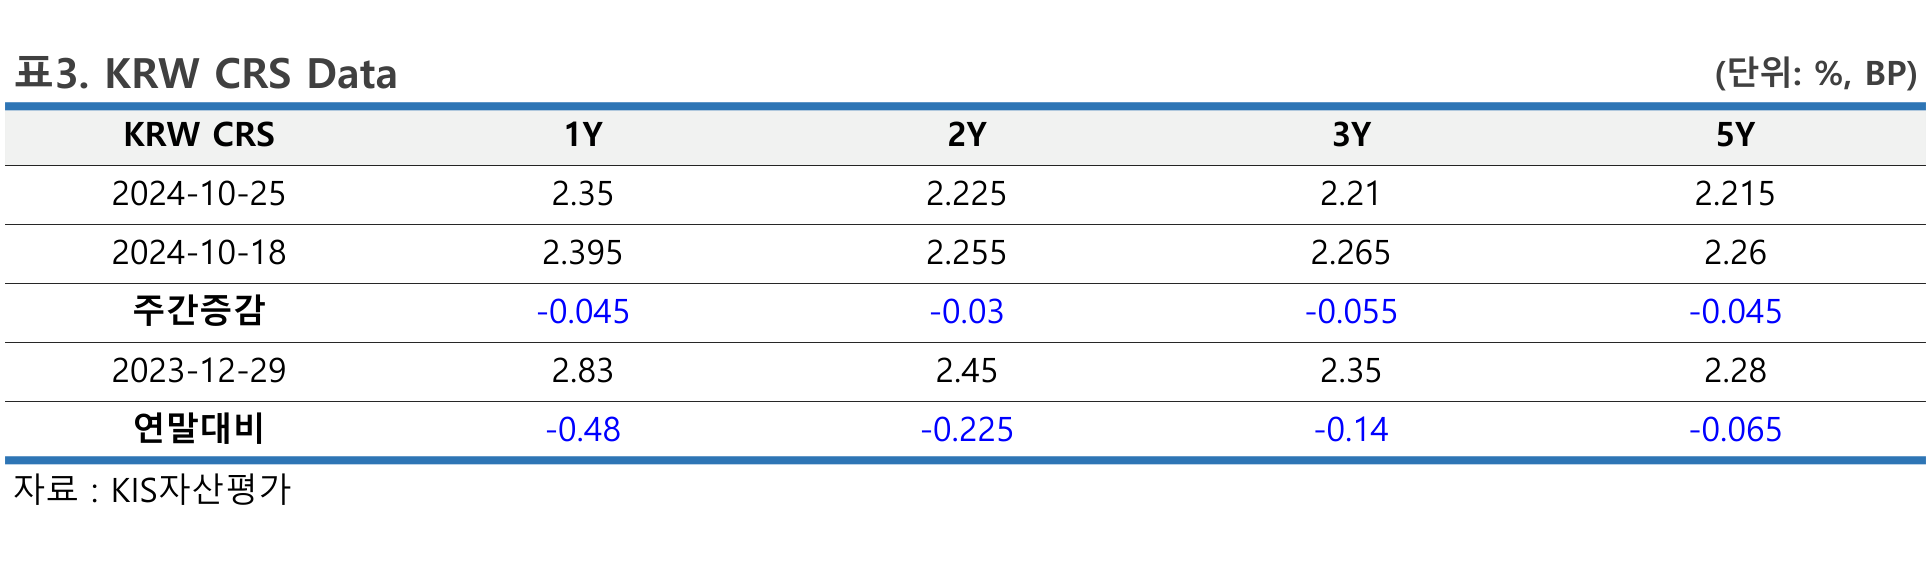 표3. KRW CRS Data (단위: %, BP)
KRW CRS 1Y 2Y 3Y 5Y
2024-10-25 2.35 2.225 2.21 2.215
2024-10-18 2.395 2.255 2.265 2.26
주간증감 -0.045 -0.03 -0.055 -0.045
2023-12-29 2.83 2.45 2.35 2.28
연말대비 -0.48 -0.225 -0.14 -0.065
자료 : KIS자산평가